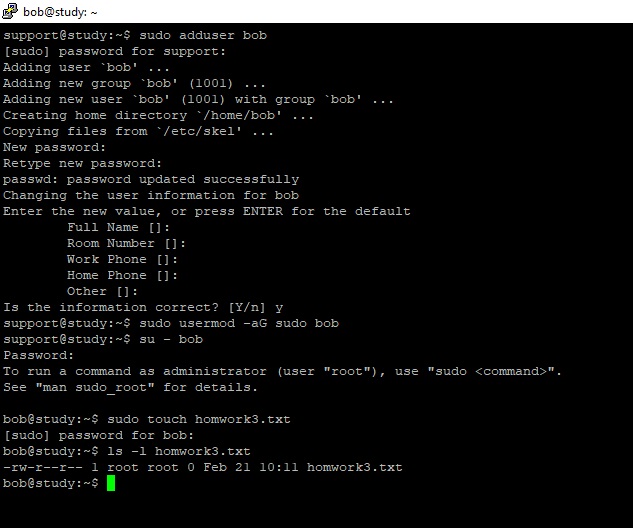 bob@study: ~
support@study:~$ sudo adduser bob
[sudo] password for support:
Adding user `bob' ...
Adding new group `bob' (1001) ...
Adding new user `bob' (1001) with group `bob' ...
Creating home directory `/home/bob' ...
Copying files from `/etc/skel' ...
New password:
Retype new password:
passwd: password updated successfully
Changing the user information for bob
Enter the new value, or press ENTER for the default
        Full Name []:
        Room Number []:
        Work Phone []:
        Home Phone []:
        Other []:
Is the information correct? [Y/n] y
support@study:~$ sudo usermod -aG sudo bob
support@study:~$ su - bob
Password:
To run a command as administrator (user "root"), use "sudo <command>".
See "man sudo_root" for details.
bob@study:~$ sudo touch homwork3.txt
[sudo] password for bob:
bob@study:~$ ls -l homwork3.txt
-rw-r--r-- 1 root root 0 Feb 21 10:11 homwork3.txt
bob@study:~$